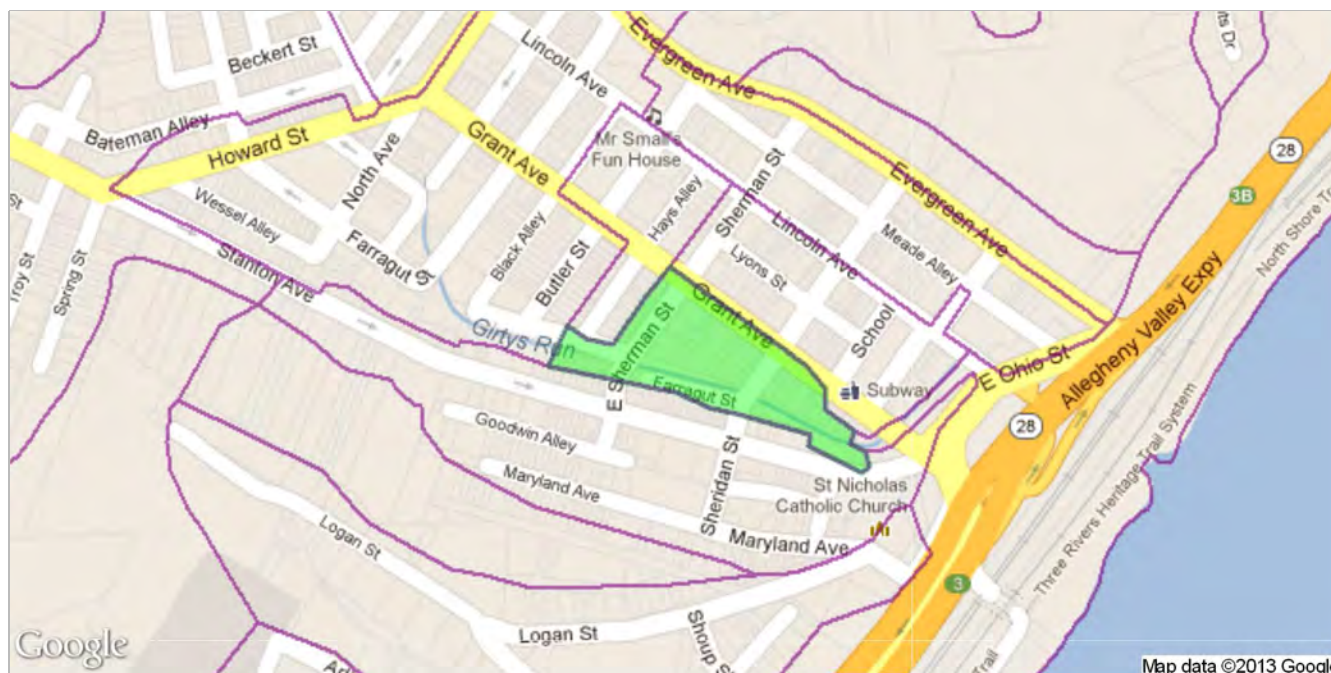 Beckert St
Lincoln Ave
Evergreen Ave
ts Dr
Bateman Alley
Howard St
Grant Ave
Mr Small's
Fun House
28
3B
North Ave
Wessel Alley
Hays Alley
Sherman St
Lincoln Ave
Evergreen Ave
North Shore Tr
St
Troy St
Spring St
Stanton Ave
Farragut St
Black Alley
Butler St
Lyons St
Meade Alley
Grant Ave
School
Allegheny Valley Expy
Girtys Run
E Sherman St
Farragut St
Subway
E Ohio St
28
Goodwin Alley
Maryland Ave
Sheridan St
St Nicholas
Catholic Church
Maryland Ave
Three Rivers Heritage Trail System
Logan St
3
Logan St
Shoup S
Trail
Google
Map data ©2013 Google